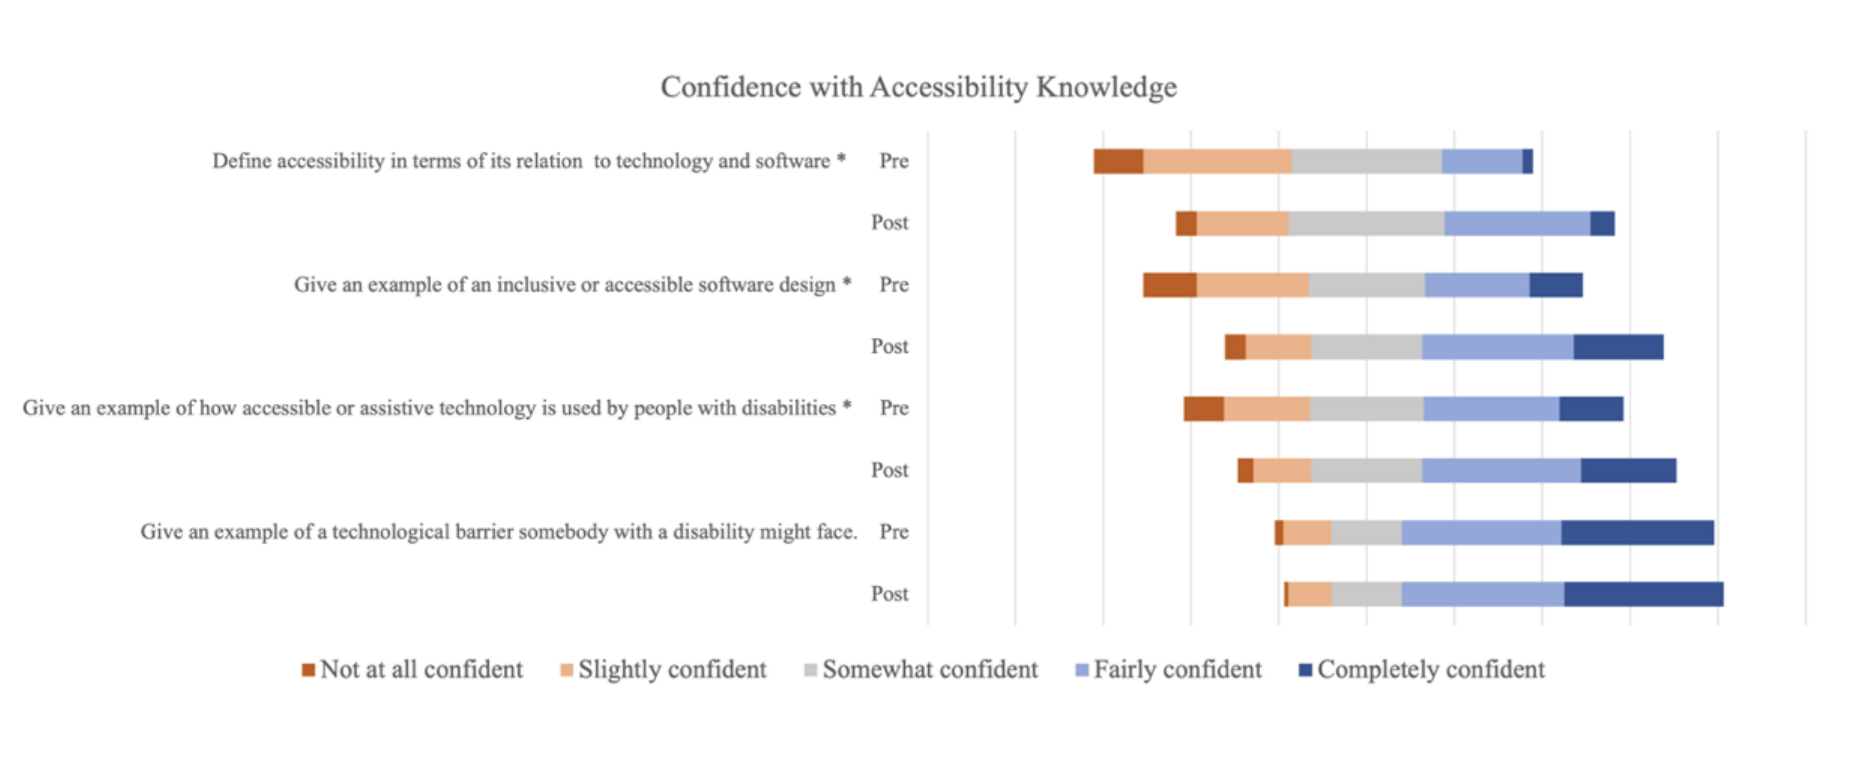 Confidence with Accessibility Knowledge
Define accessibility in terms of its relation to technology and software * Pre
Post
Give an example of an inclusive or accessible software design * Pre
Post
Give an example of how accessible or assistive technology is used by people with disabilities * Pre
Post
Give an example of a technological barrier somebody with a disability might face. Pre
Post
Not at all confident Slightly confident Somewhat confident Fairly confident Completely confident